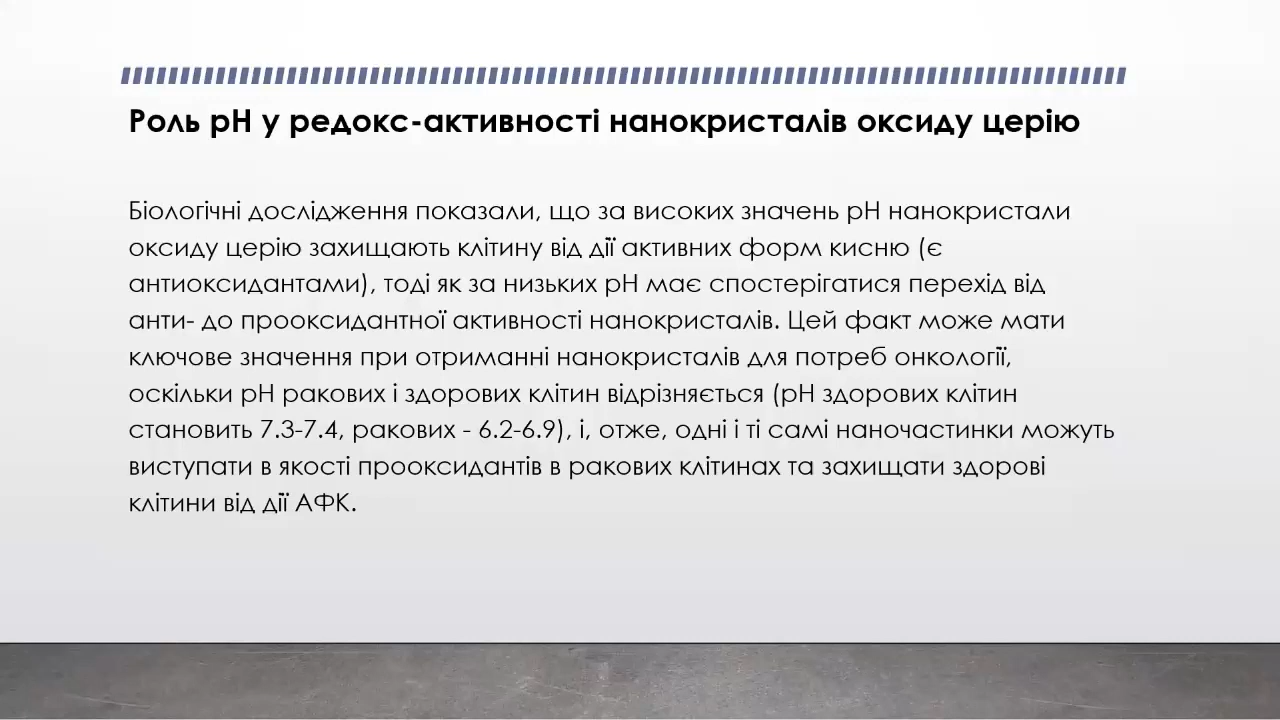 Роль pH у редокс-активності нанокристалів оксиду церію
Біологічні дослідження показали, що за високих значень pH нанокристали
оксиду церію захищають клітину від дії активних форм кисню (є
антиоксидантами), тоді як за низьких pH має спостерігатися перехід від
анти- до прооксидантної активності нанокристалів. Цей факт може мати
ключове значення при отриманні нанокристалів для потреб онкології,
оскільки pH ракових і здорових клітин відрізняється (pH здорових клітин
становить 7.3-7.4, ракових - 6.2-6.9), і, отже, одні і ті самі наночастинки можуть
виступати в якості прооксидантів в ракових клітинах та захищати здорові
клітини від дії АФК.